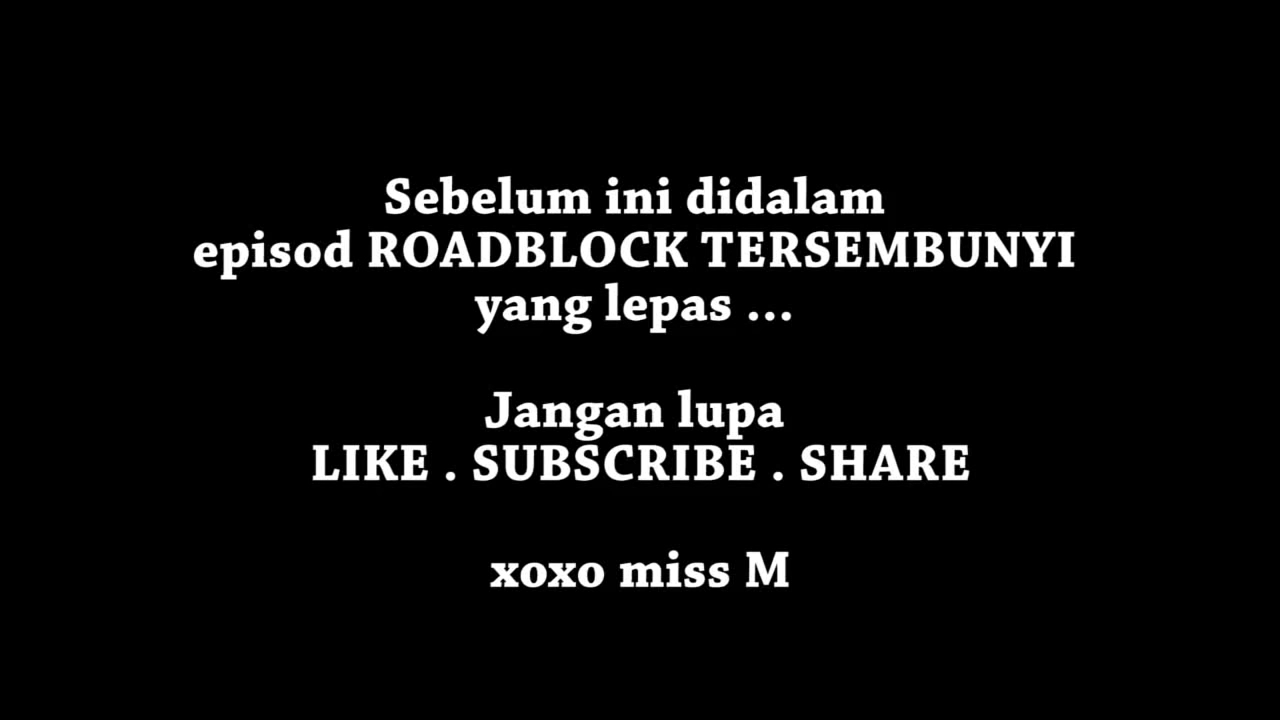 Sebelum ini didalam
episod ROADBLOCK TERSEMBUNYI
yang lepas ...
Jangan lupa
LIKE . SUBSCRIBE . SHARE
xoxo miss M